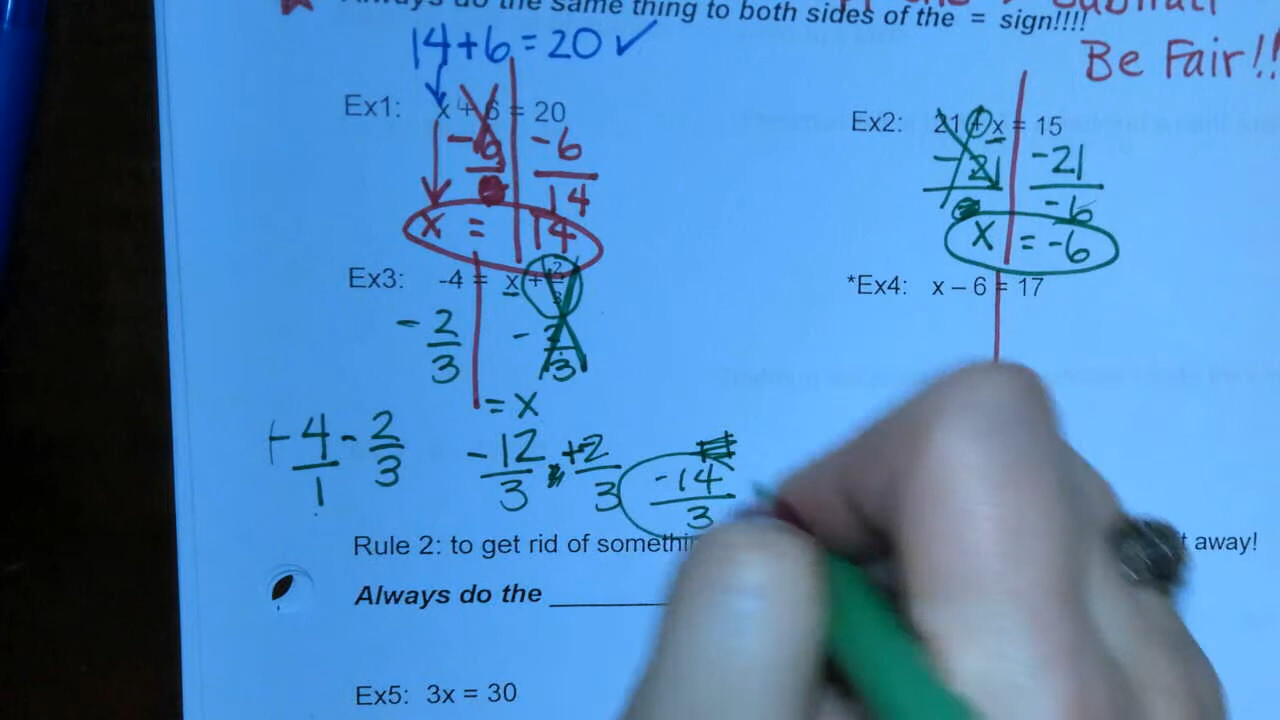 do the same thing to both sides of the = sign!!!!
14+6=20✓
Be Fair!!
Ex1: x + 6 = 20
-6 -6
14
x = 14
Ex2: 21 + x = 15
-21 -21
-6
x = -6
Ex3: -4 = x + 2/3
- 2/3 - 2/3
= x
-4/1 - 2/3 -12/3 + -2/3 -14/3
*Ex4: x – 6 = 17
Rule 2: to get rid of away!
Always do the
Ex5: 3x = 30